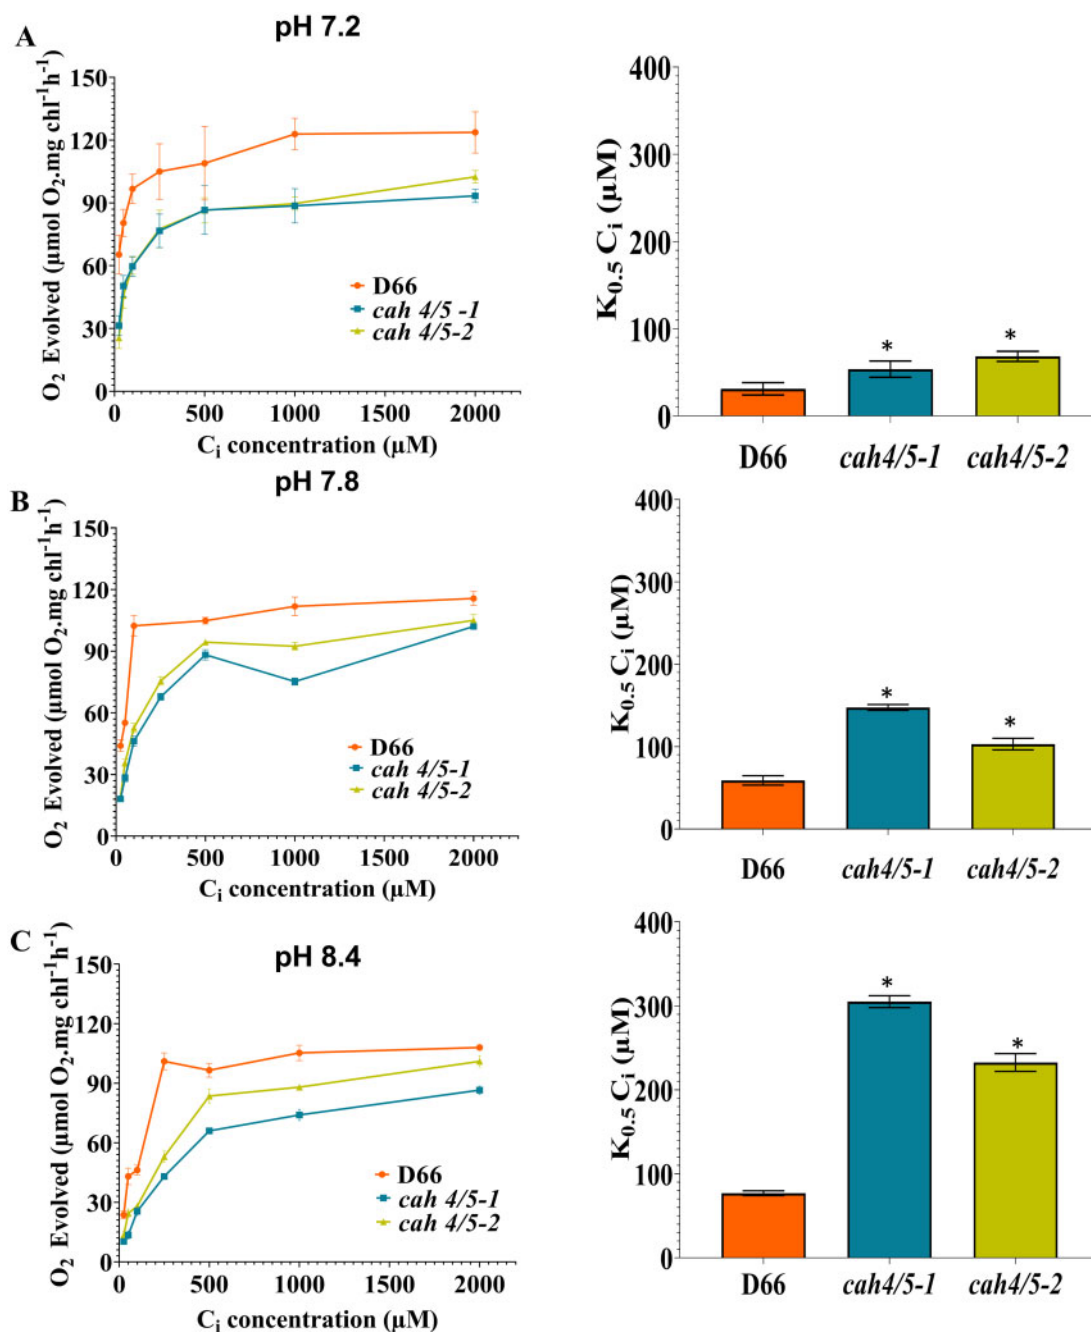 A
pH 7.2
O₂ Evolved (µmol O₂.mg chl⁻¹h⁻¹)
150
120
90
60
30
0
0 500 1000 1500 2000
Cᵢ concentration (µM)
D66
cah 4/5 -1
cah 4/5-2
K₀.₅ Cᵢ (µM)
400
300
200
100
0
D66 cah4/5-1 cah4/5-2
* *
B
pH 7.8
O₂ Evolved (µmol O₂.mg chl⁻¹h⁻¹)
150
120
90
60
30
0
0 500 1000 1500 2000
Cᵢ concentration (µM)
D66
cah 4/5-1
cah 4/5-2
K₀.₅ Cᵢ (µM)
400
300
200
100
0
D66 cah4/5-1 cah4/5-2
* *
C
pH 8.4
O₂ Evolved (µmol O₂.mg chl⁻¹h⁻¹)
150
120
90
60
30
0
0 500 1000 1500 2000
Cᵢ concentration (µM)
D66
cah 4/5-1
cah 4/5-2
K₀.₅ Cᵢ (µM)
400
300
200
100
0
D66 cah4/5-1 cah4/5-2
* *